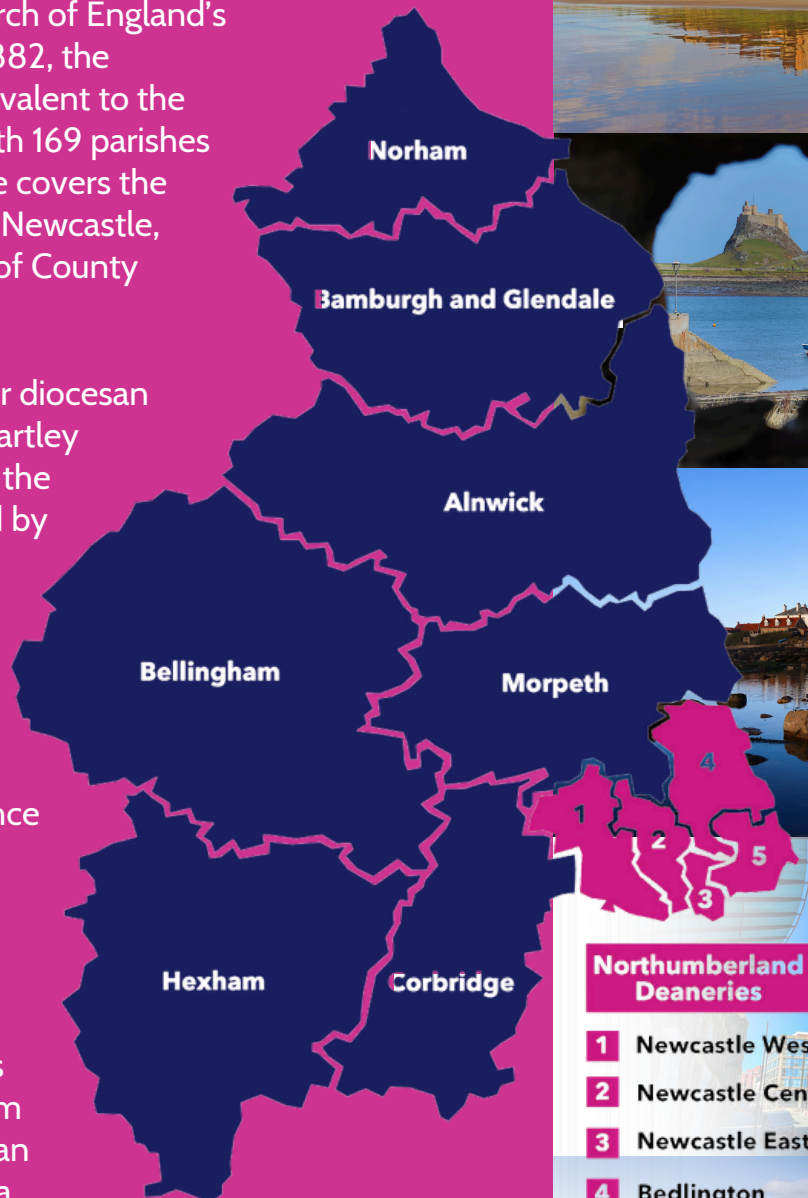 rch of England's
882, the
valent to the
th 169 parishes
e covers the
Newcastle,
of County
r diocesan
artley
the
l by
nce
s
m
an
a
Norham
Bamburgh and Glendale
Alnwick
Bellingham
Morpeth
Hexham
Corbridge
4
1
2
5
3
Northumberland
Deaneries
1 Newcastle Wes
2 Newcastle Cen
3 Newcastle East
4 Bedlington